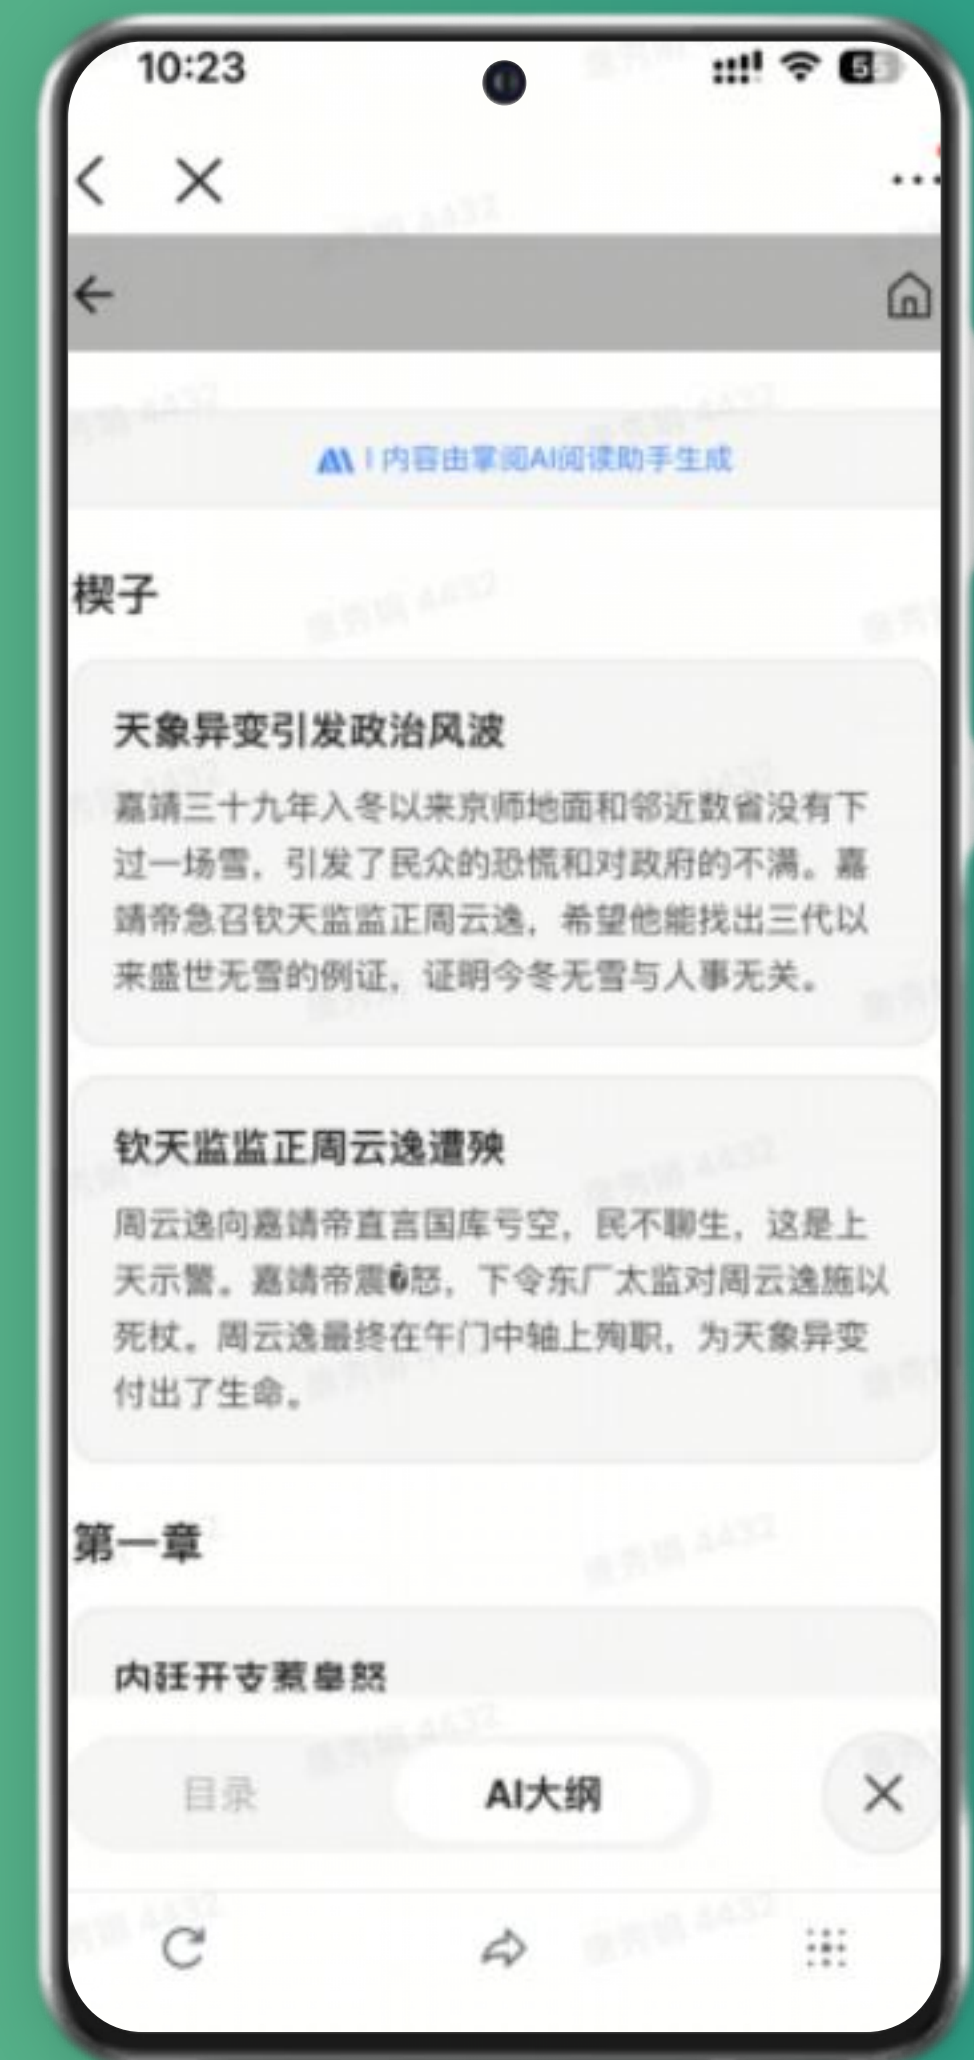 10:23
55
内容由掌阅AI阅读助手生成
楔子
天象异变引发政治风波
嘉靖三十九年入冬以来京师地面和邻近数省没有下
过一场雪，引发了民众的恐慌和对政府的不满。嘉
靖帝急召钦天监监正周云逸，希望他能找出三代以
来盛世无雪的例证，证明今冬无雪与人事无关。
钦天监监正周云逸遭殃
周云逸向嘉靖帝直言国库亏空，民不聊生，这是上
天示警。嘉靖帝震�怒，下令东厂太监对周云逸施以
死杖。周云逸最终在午门中轴上殉职，为天象异变
付出了生命。
第一章
内廷开支惹皇怒
目录
AI大纲